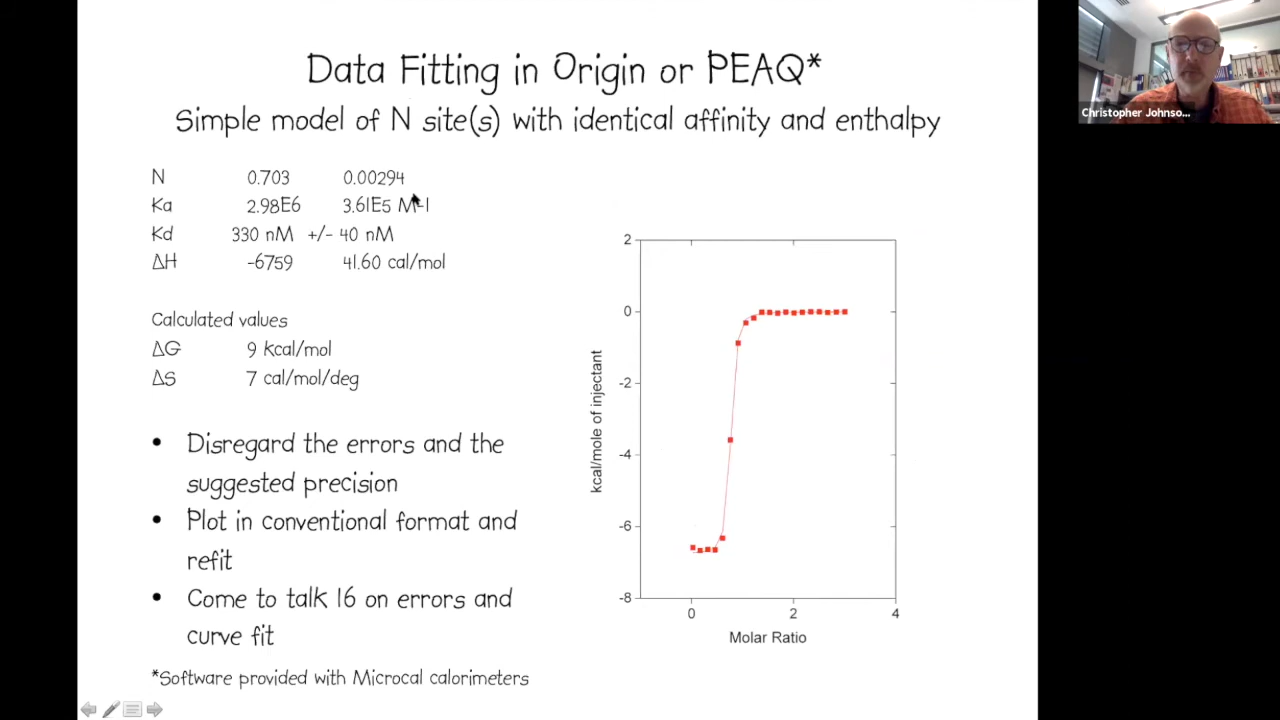 Data Fitting in Origin or PEAQ*
Simple model of N site(s) with identical affinity and enthalpy
N 0.703 0.00294
Ka 2.98E6 3.61E5 M-1
Kd 330 nM +/- 40 nM
ΔH -6759 41.60 cal/mol
Calculated values
ΔG 9 kcal/mol
ΔS 7 cal/mol/deg
• Disregard the errors and the
suggested precision
• Plot in conventional format and
refit
• Come to talk 16 on errors and
curve fit
*Software provided with Microcal calorimeters
2
0
-2
-4
-6
-8
kcal/mole of injectant
0 2 4
Molar Ratio
Christopher Johnso...